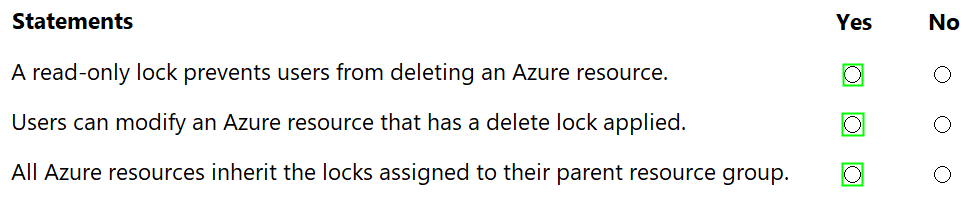 Statements Yes No
A read-only lock prevents users from deleting an Azure resource.
Users can modify an Azure resource that has a delete lock applied.
All Azure resources inherit the locks assigned to their parent resource group.